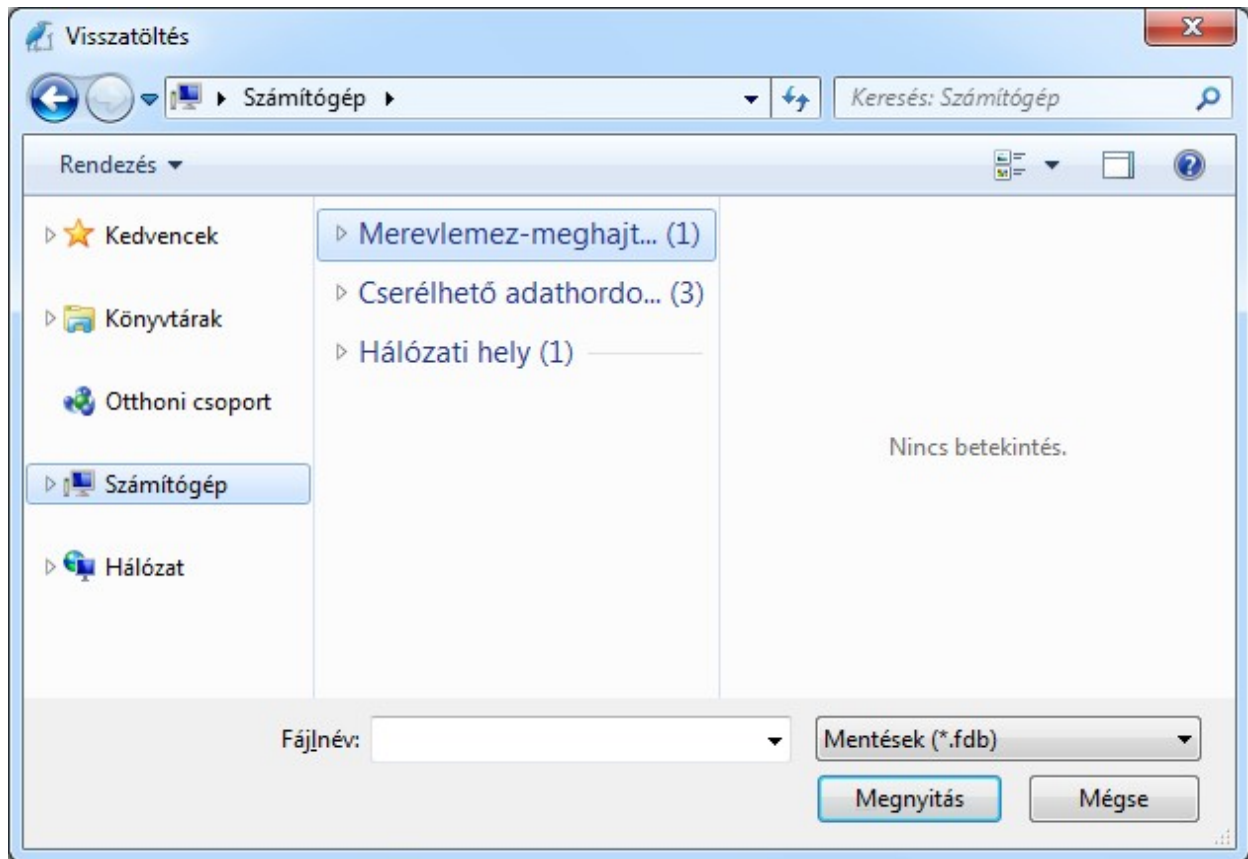 Visszatöltés
Számítógép
Keresés: Számítógép
Rendezés
Kedvencek
Könyvtárak
Otthoni csoport
Számítógép
Hálózat
Merevlemez-meghajt... (1)
Cserélhető adathordo... (3)
Hálózati hely (1)
Nincs betekintés.
Fájlnév:
Mentések (*.fdb)
Megnyitás
Mégse